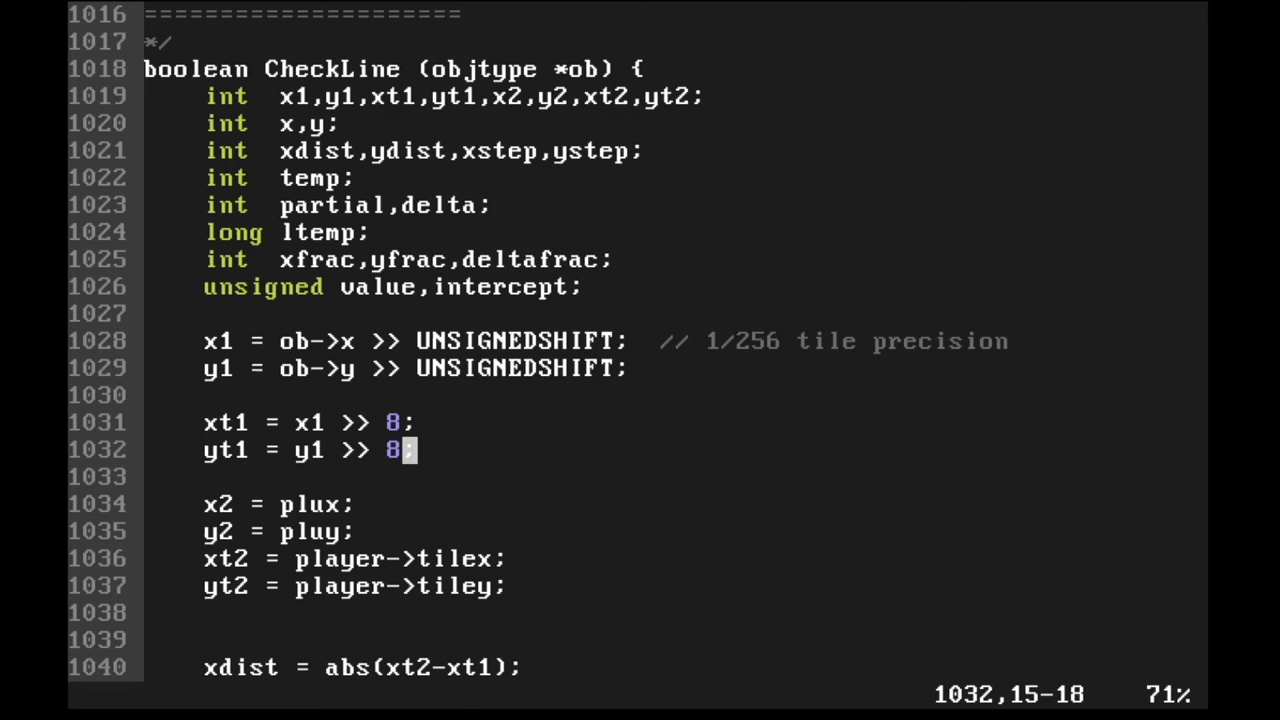 1016 =====================
1017 */
1018 boolean CheckLine (objtype *ob) {
1019     int  x1,y1,xt1,yt1,x2,y2,xt2,yt2;
1020     int  x,y;
1021     int  xdist,ydist,xstep,ystep;
1022     int  temp;
1023     int  partial,delta;
1024     long ltemp;
1025     int  xfrac,yfrac,deltafrac;
1026     unsigned value,intercept;
1027
1028     x1 = ob->x >> UNSIGNEDSHIFT;  // 1/256 tile precision
1029     y1 = ob->y >> UNSIGNEDSHIFT;
1030
1031     xt1 = x1 >> 8;
1032     yt1 = y1 >> 8;
1033
1034     x2 = plux;
1035     y2 = pluy;
1036     xt2 = player->tilex;
1037     yt2 = player->tiley;
1038
1039
1040     xdist = abs(xt2-xt1);
1032,15-18 71%